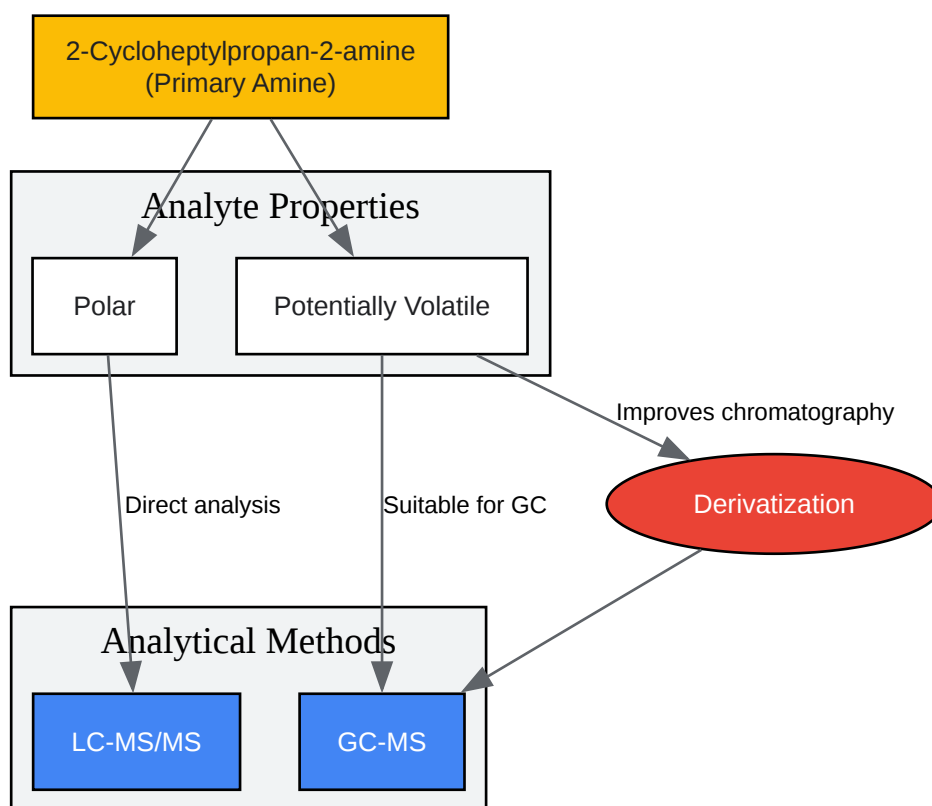 2-Cycloheptylpropan-2-amine
(Primary Amine)
Analyte Properties
Polar
Potentially Volatile
Improves chromatography
Direct analysis
Suitable for GC
Derivatization
Analytical Methods
LC-MS/MS
GC-MS